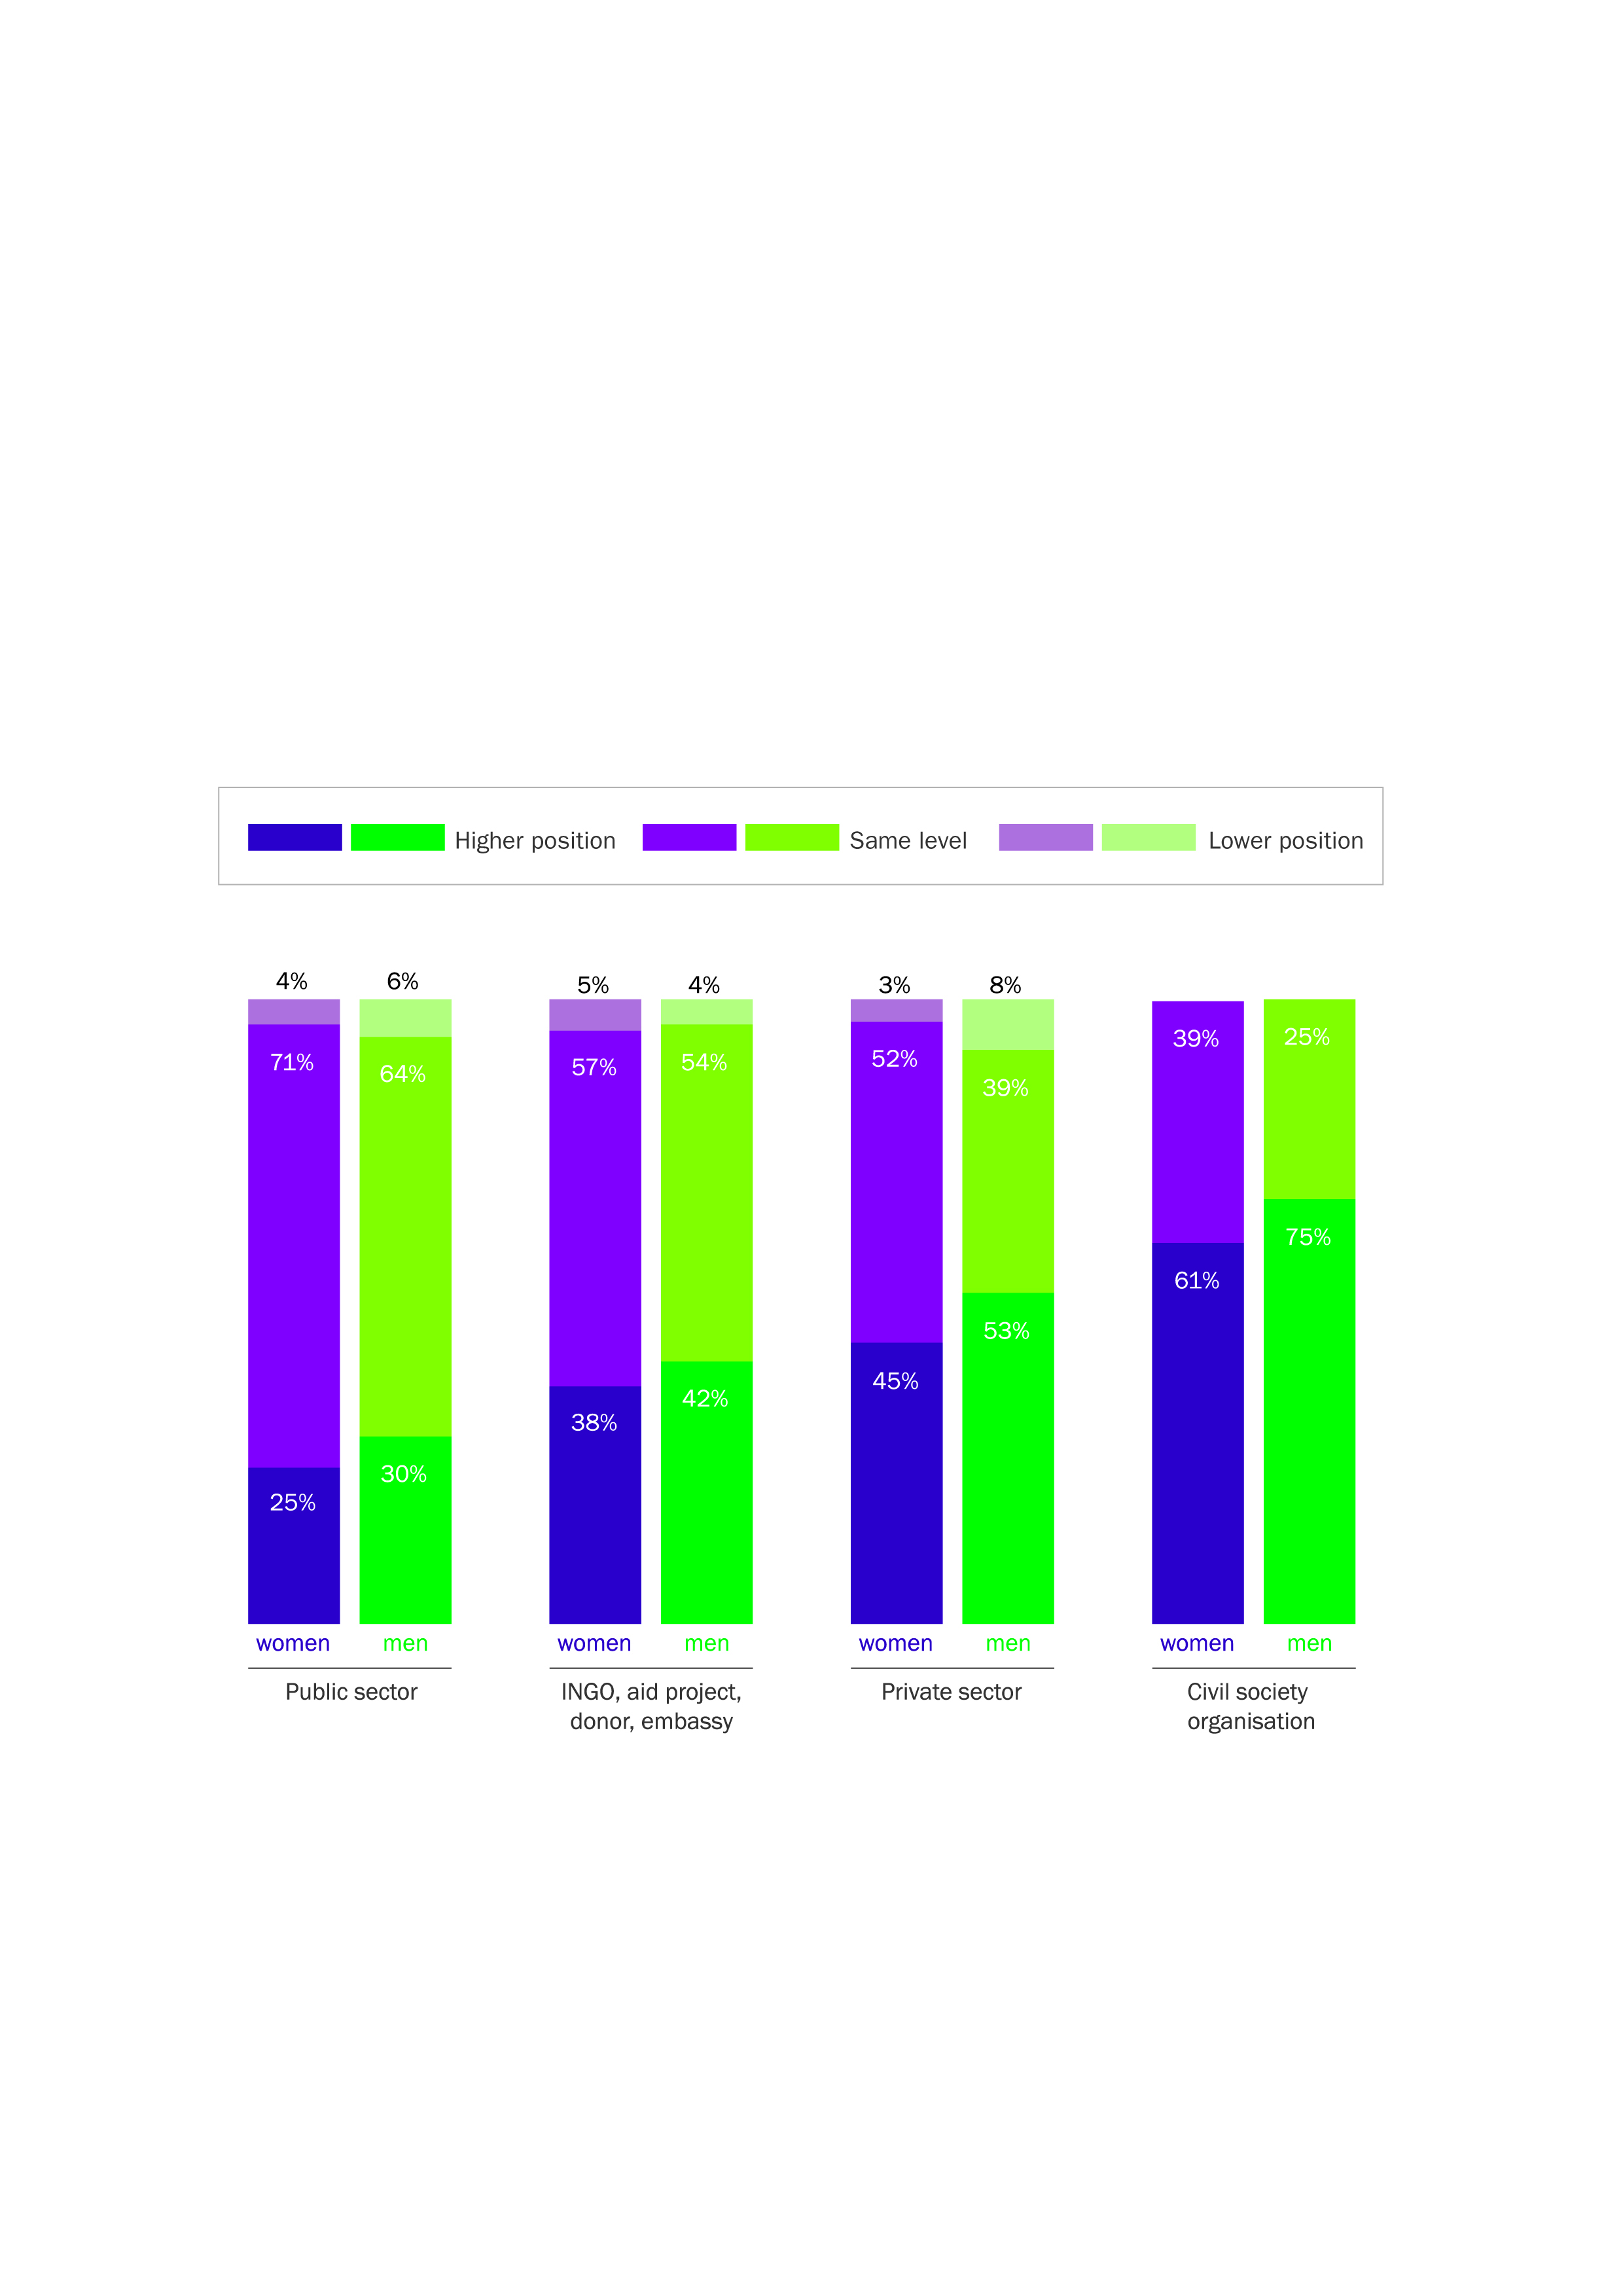 Higher position
Same level
Lower position
4%
6%
5%
4%
3%
8%
71%
64%
57%
54%
52%
39%
39%
25%
25%
30%
38%
42%
45%
53%
61%
75%
women
men
women
men
women
men
women
men
Public sector
INGO, aid project,
donor, embassy
Private sector
Civil society
organisation